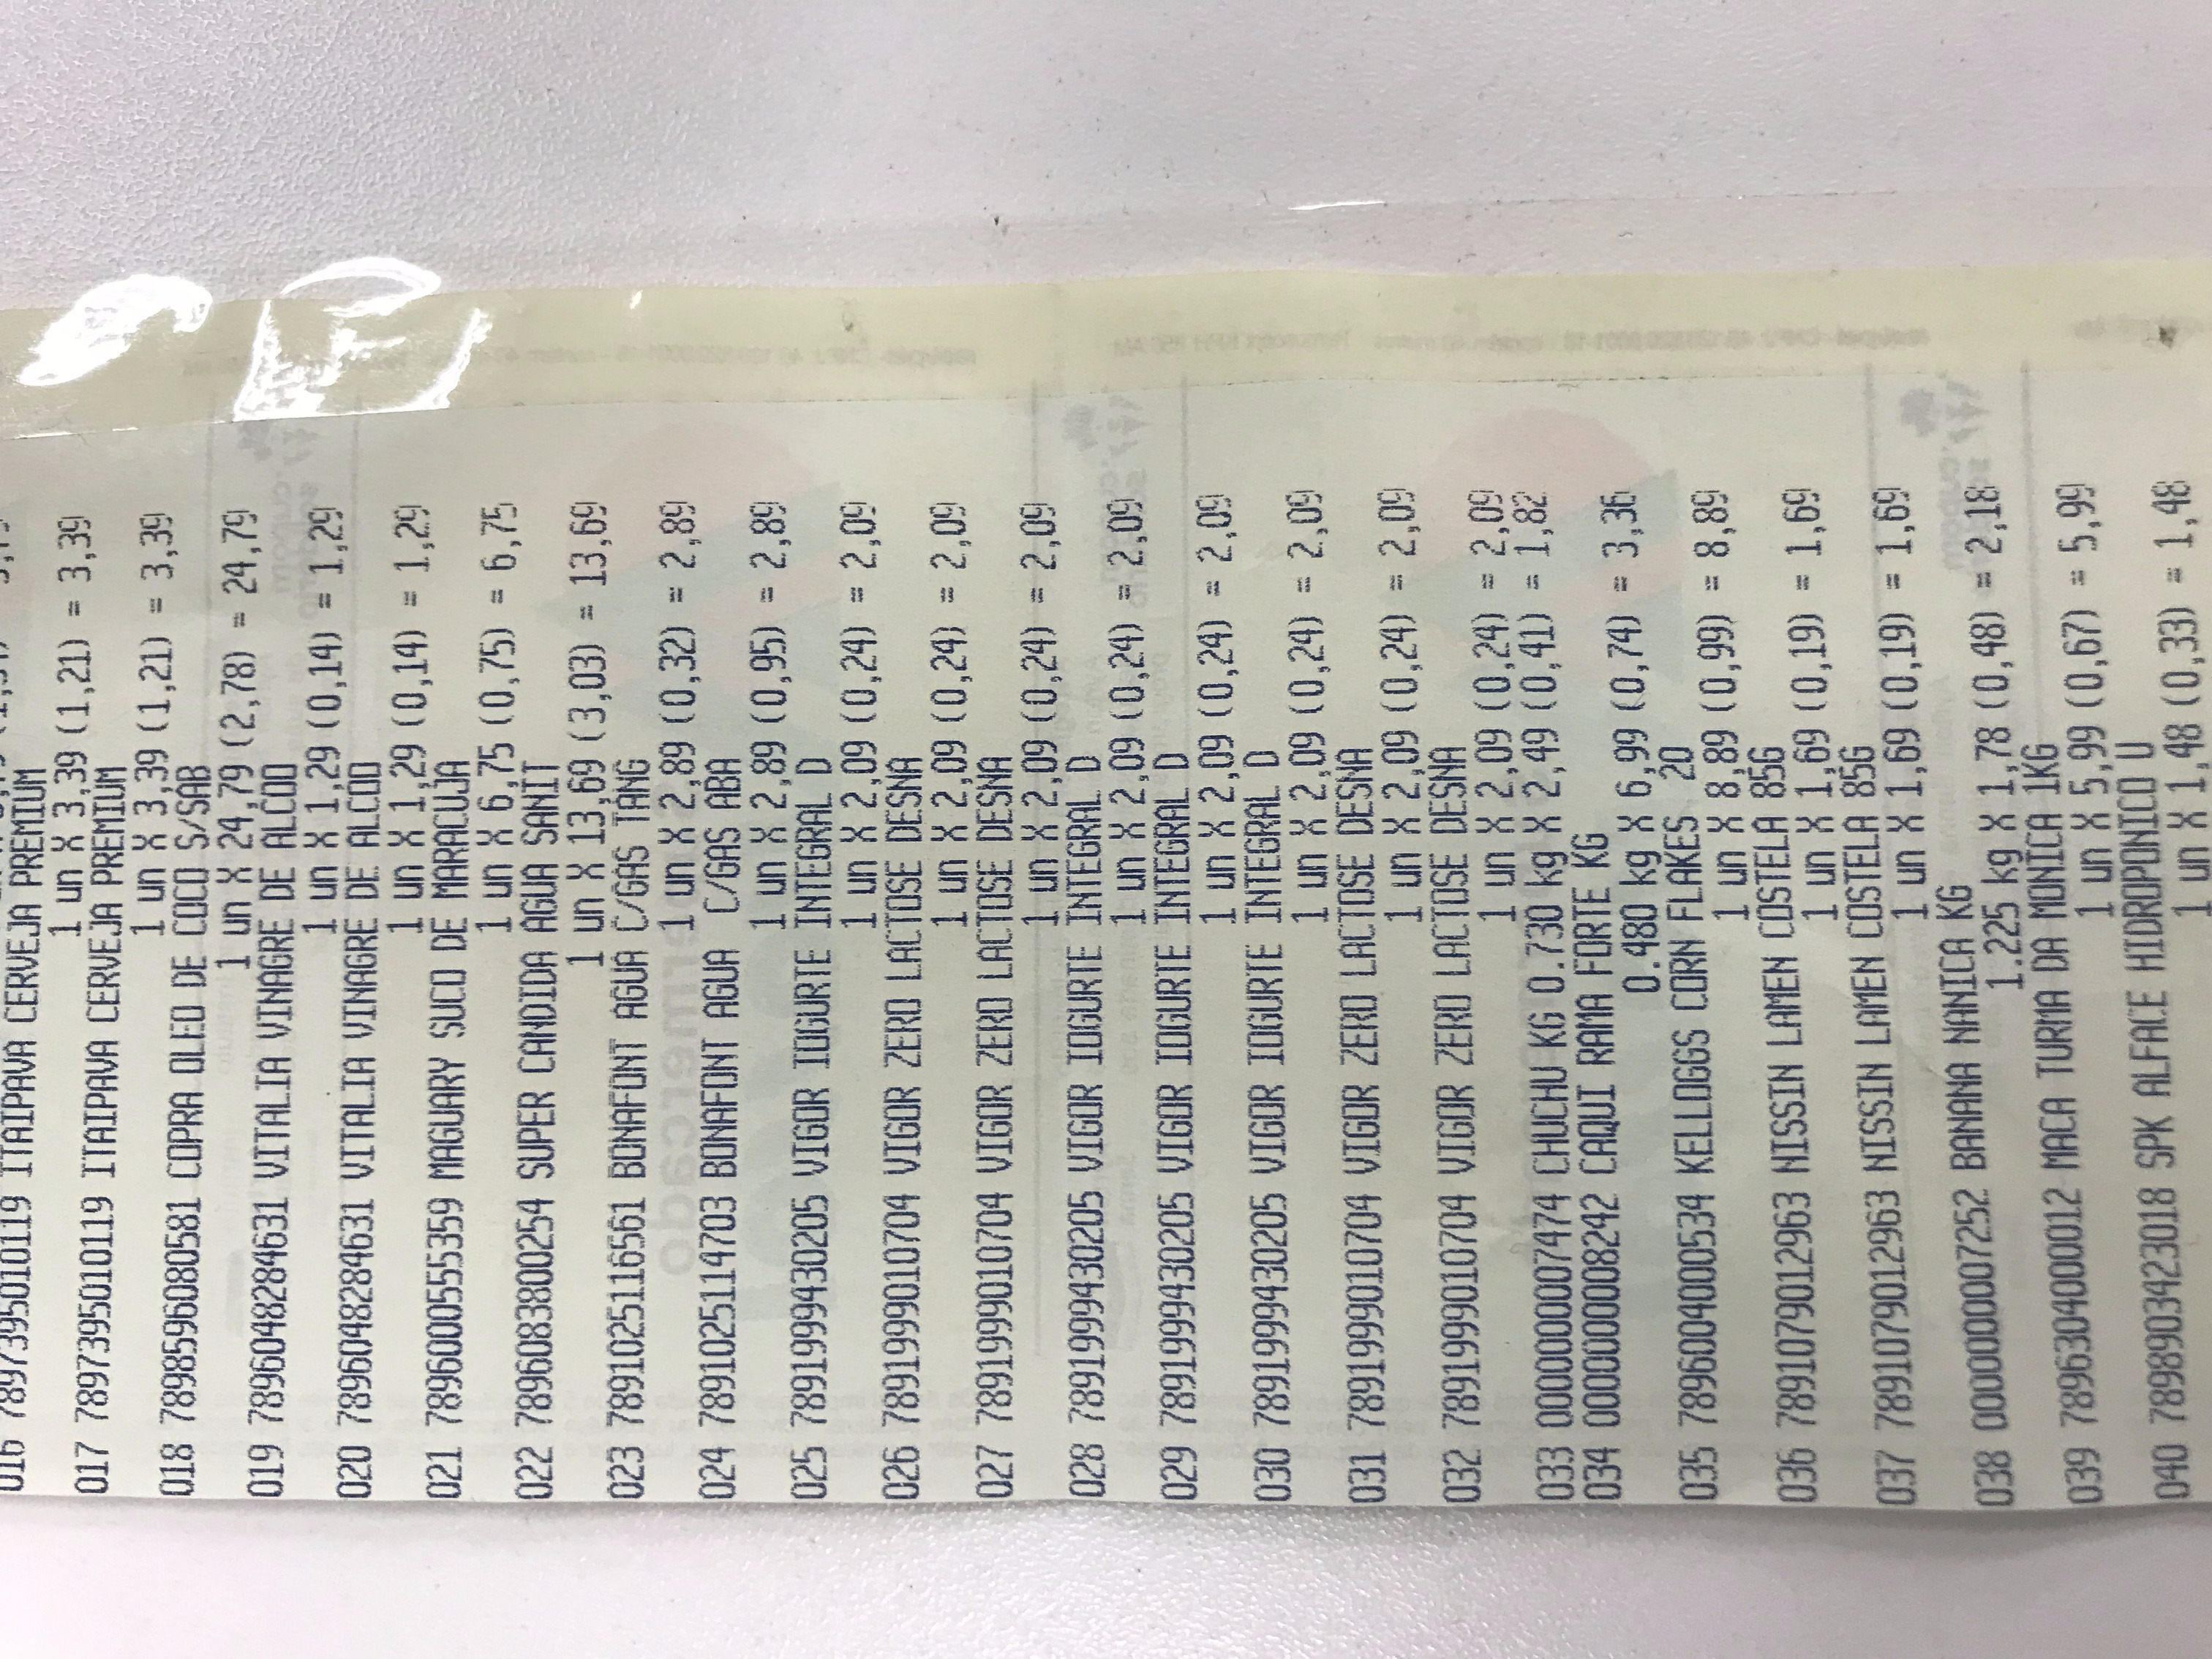 016 7897395010119 ITAIPAVA CERVEJA PREMIUM
1 un X 3,39 (1,21) = 3,39
017 7897395010119 ITAIPAVA CERVEJA PREMIUM
1 un X 3,39 (1,21) = 3,39
018 7898596080581 COPRA OLEO DE COCO S/SAB
1 un X 24,79 (2,78) = 24,79
019 7896048284631 VITALIA VINAGRE DE ALCOO
1 un X 1,29 (0,14) = 1,29
020 7896048284631 VITALIA VINAGRE DE ALCOO
1 un X 1,29 (0,14) = 1,29
021 7896000555359 MAGUARY SUCO DE MARACUJA
1 un X 6,75 (0,75) = 6,75
022 7896083800254 SUPER CANDIDA AGUA SANIT
1 un X 13,69 (3,03) = 13,69
023 7891025116561 BONAFONT AGUA C/GAS TANG
1 un X 2,89 (0,32) = 2,89
024 7891025114703 BONAFONT AGUA C/GAS ABA
1 un X 2,89 (0,95) = 2,89
025 7891999430205 VIGOR IOGURTE INTEGRAL D
1 un X 2,09 (0,24) = 2,09
026 7891999010704 VIGOR ZERO LACTOSE DESNA
1 un X 2,09 (0,24) = 2,09
027 7891999010704 VIGOR ZERO LACTOSE DESNA
1 un X 2,09 (0,24) = 2,09
028 7891999430205 VIGOR IOGURTE INTEGRAL D
1 un X 2,09 (0,24) = 2,09
029 7891999430205 VIGOR IOGURTE INTEGRAL D
1 un X 2,09 (0,24) = 2,09
030 7891999430205 VIGOR IOGURTE INTEGRAL D
1 un X 2,09 (0,24) = 2,09
031 7891999010704 VIGOR ZERO LACTOSE DESNA
1 un X 2,09 (0,24) = 2,09
032 7891999010704 VIGOR ZERO LACTOSE DESNA
1 un X 2,09 (0,24) = 2,09
033 0000000007474 CHUCHU KG 0.730 kg X 2,49 (0,41) = 1,82
034 0000000008242 CAQUI RAMA FORTE KG
0.480 kg X 6,99 (0,74) = 3,36
035 7896004000534 KELLOGGS CORN FLAKES 20
1 un X 8,89 (0,99) = 8,89
036 7891079012963 NISSIN LAMEN COSTELA 85G
1 un X 1,69 (0,19) = 1,69
037 7891079012963 NISSIN LAMEN COSTELA 85G
1 un X 1,69 (0,19) = 1,69
038 0000000007252 BANANA NANICA KG
1.225 kg X 1,78 (0,48) = 2,18
039 7896304000012 MACA TURMA DA MONICA 1KG
1 un X 5,99 (0,67) = 5,99
040 7898903423018 SPK ALFACE HIDROPONICO U
1 un X 1,48 (0,33) = 1,48